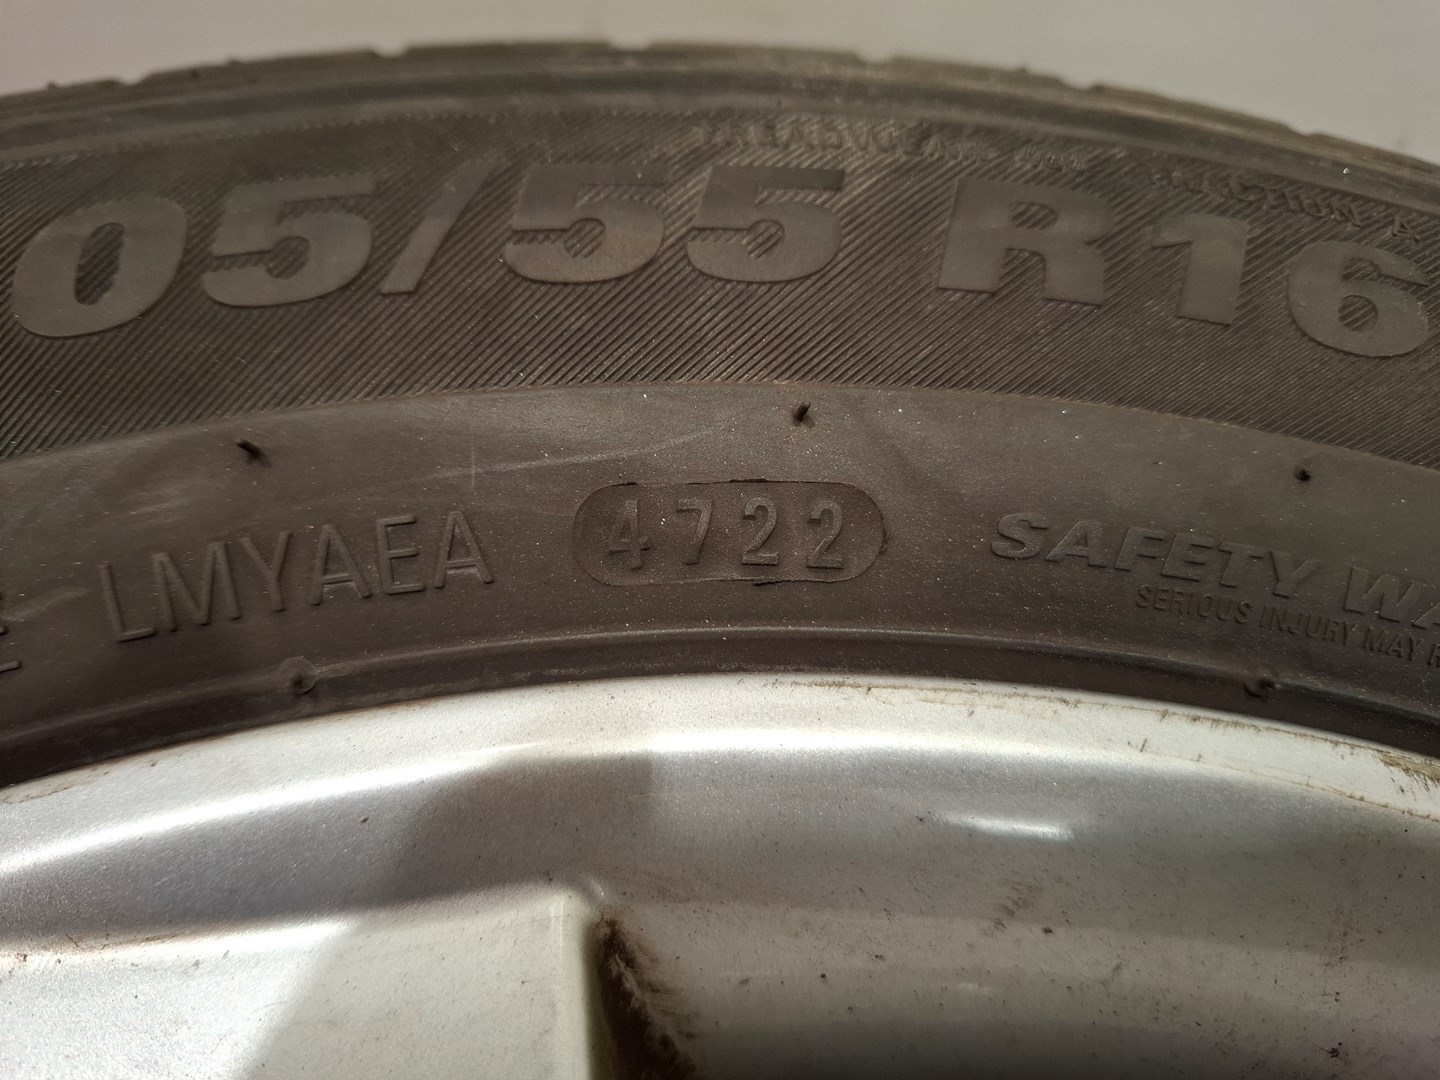 05/55 R16
LMYAEA 4722
SAFETY WA
SERIOUS INJURY MAY R